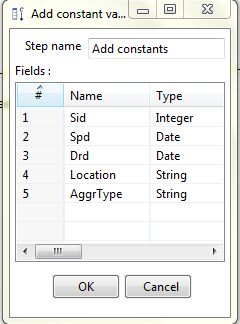 Add constant va...
Step name Add constants
Fields :
# Name Type
1 Sid Integer
2 Spd Date
3 Drd Date
4 Location String
5 AggrType String
OK Cancel